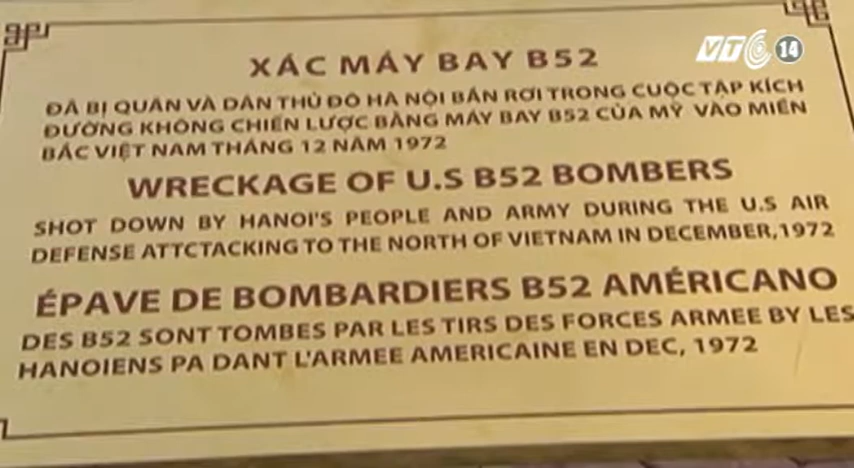 VTC 14
XÁC MÁY BAY B52
ĐÃ BỊ QUÂN VÀ DÂN THỦ ĐÔ HÀ NỘI BẮN RƠI TRONG CUỘC TẬP KÍCH
ĐƯỜNG KHÔNG CHIẾN LƯỢC BẰNG MÁY BAY B52 CỦA MỸ VÀO MIỀN
BẮC VIỆT NAM THÁNG 12 NĂM 1972
WRECKAGE OF U.S B52 BOMBERS
SHOT DOWN BY HANOI'S PEOPLE AND ARMY DURING THE U.S AIR
DEFENSE ATTCTACKING TO THE NORTH OF VIETNAM IN DECEMBER,1972
ÉPAVE DE BOMBARDIERS B52 AMÉRICANO
DES B52 SONT TOMBES PAR LES TIRS DES FORCES ARMEE BY LES
HANOIENS PA DANT L'ARMEE AMERICAINE EN DEC, 1972